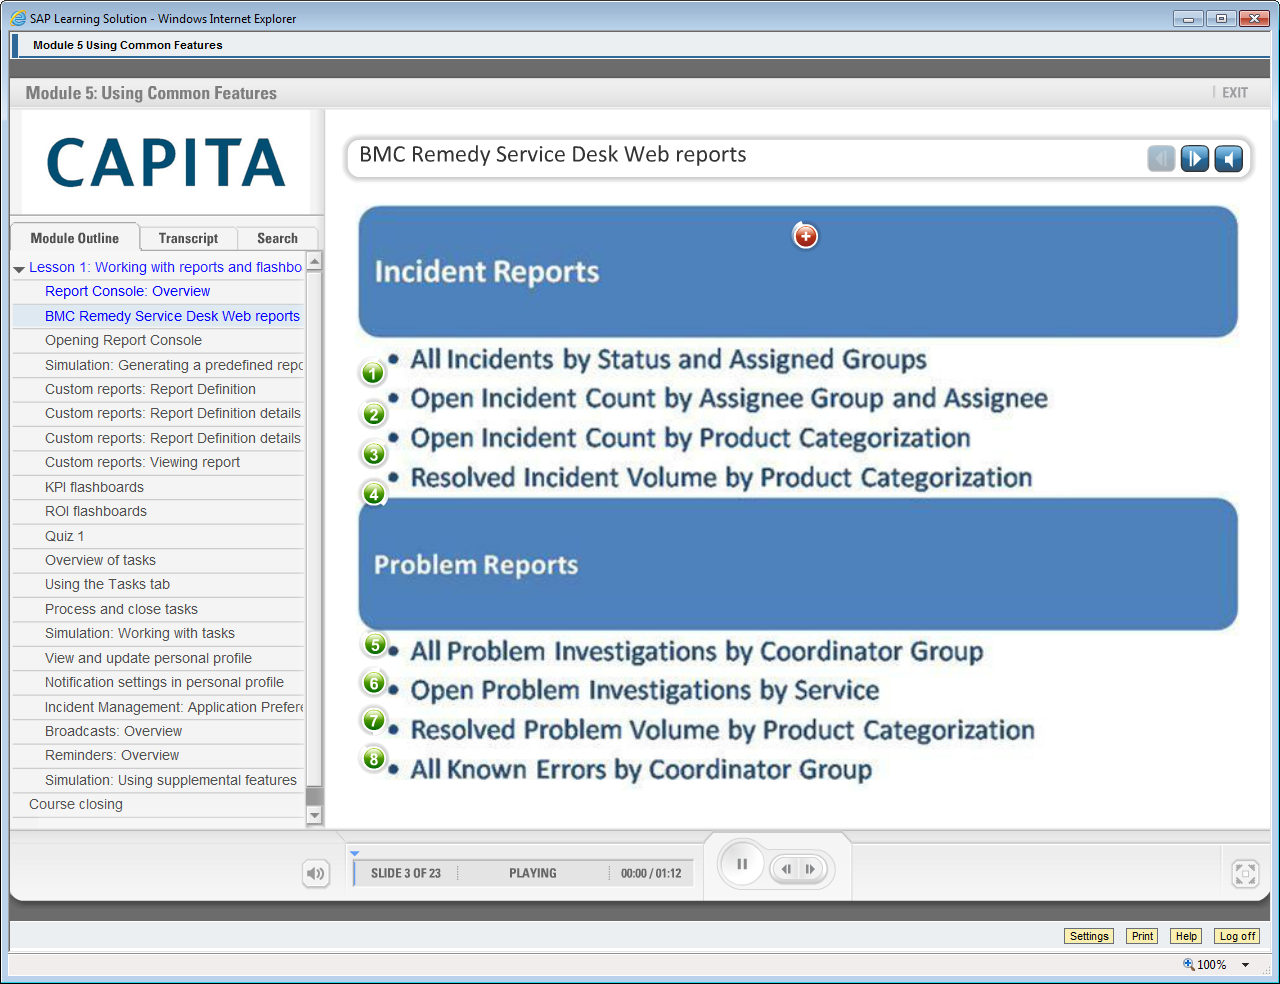 SAP Learning Solution - Windows Internet Explorer
Module 5 Using Common Features
Module 5: Using Common Features
EXIT
CAPITA
BMC Remedy Service Desk Web reports
Module Outline
Transcript
Search
Lesson 1: Working with reports and flashbo
Report Console: Overview
BMC Remedy Service Desk Web reports
Opening Report Console
Simulation: Generating a predefined repo
Custom reports: Report Definition
Custom reports: Report Definition details
Custom reports: Report Definition details
Custom reports: Viewing report
KPI flashboards
ROI flashboards
Quiz 1
Overview of tasks
Using the Tasks tab
Process and close tasks
Simulation: Working with tasks
View and update personal profile
Notification settings in personal profile
Incident Management: Application Prefere
Broadcasts: Overview
Reminders: Overview
Simulation: Using supplemental features
Course closing
Incident Reports
1 • All Incidents by Status and Assigned Groups
2 • Open Incident Count by Assignee Group and Assignee
3 • Open Incident Count by Product Categorization
4 • Resolved Incident Volume by Product Categorization
Problem Reports
5 • All Problem Investigations by Coordinator Group
6 • Open Problem Investigations by Service
7 • Resolved Problem Volume by Product Categorization
8 • All Known Errors by Coordinator Group
SLIDE 3 OF 23
PLAYING
00:00 / 01:12
Settings
Print
Help
Log off
100%